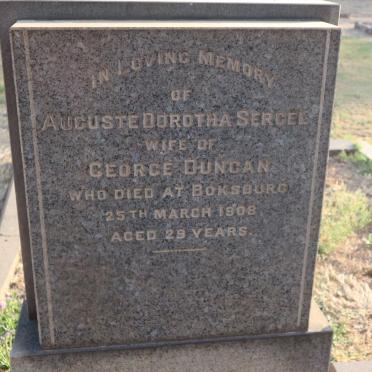 IN LOVING MEMORY
OF
AUGUSTE DOROTHA SERGEL
WIFE OF
GEORGE DUNCAN
WHO DIED AT BOKSBURG
25TH MARCH 1908
AGED 29 YEARS.